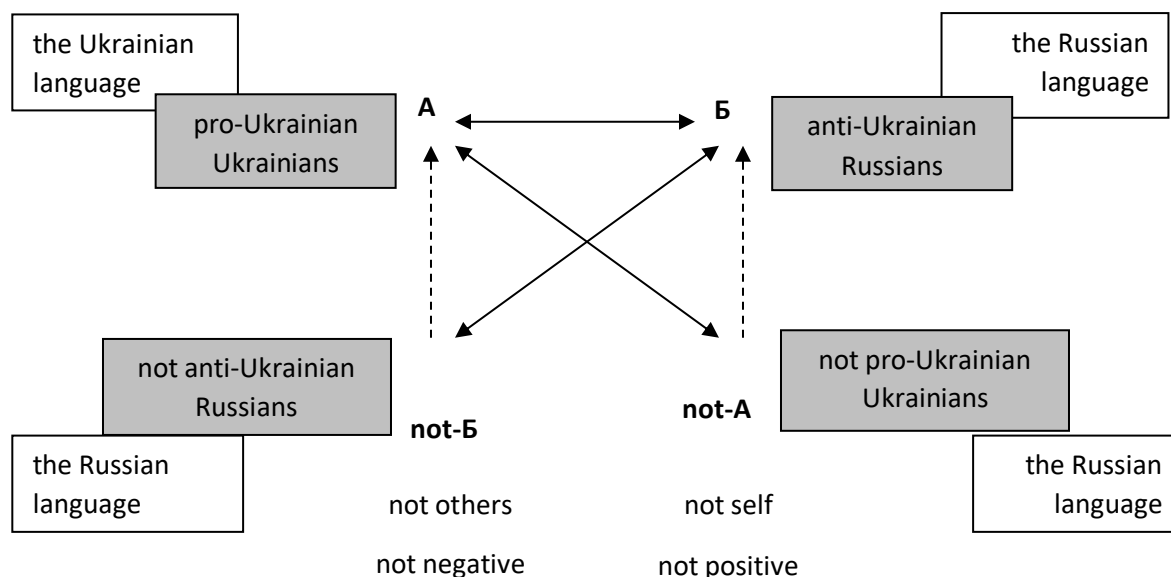 the Ukrainian
language
pro-Ukrainian
Ukrainians
А
Б
the Russian
language
anti-Ukrainian
Russians
not anti-Ukrainian
Russians
the Russian
language
not-Б
not-А
not pro-Ukrainian
Ukrainians
the Russian
language
not others
not self
not negative
not positive